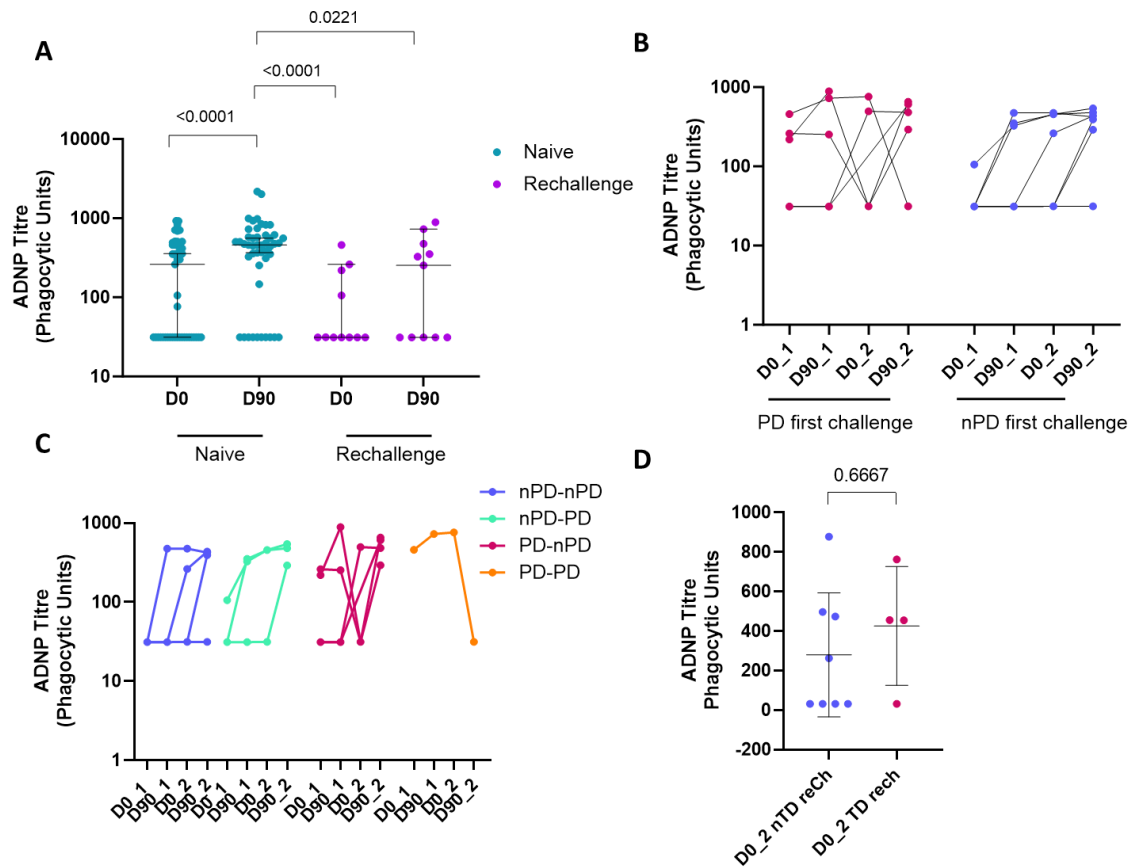 A
0.0221
<0.0001
<0.0001
ADNP Titre
(Phagocytic Units)
10000
1000
100
10
D0
D90
D0
D90
Naive
Rechallenge
Naive
Rechallenge
B
ADNP Titre
(Phagocytic Units)
1000
100
10
1
D0_1
D90_1
D0_2
D90_2
D0_1
D90_1
D0_2
D90_2
PD first challenge
nPD first challenge
C
ADNP Titre
(Phagocytic Units)
1000
100
10
1
D0_1
D90_1
D0_2
D90_2
D0_1
D90_1
D0_2
D90_2
D0_1
D90_1
D0_2
D90_2
D0_1
D90_1
D0_2
D90_2
nPD-nPD
nPD-PD
PD-nPD
PD-PD
D
0.6667
ADNP Titre
Phagocytic Units)
1000
800
600
400
200
0
-200
D0_2 nTD reCh
D0_2 TD rech